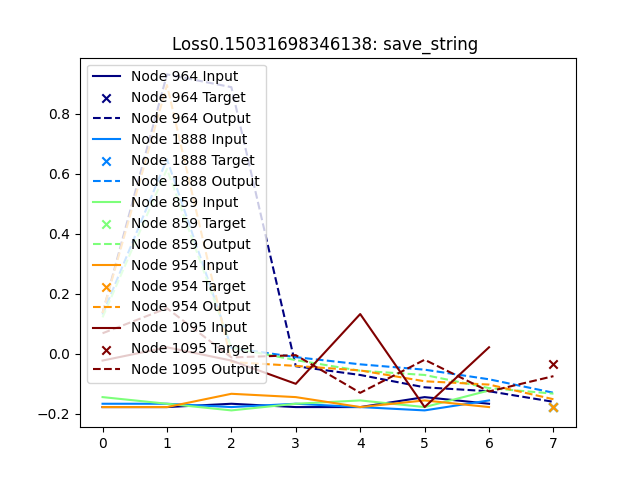 Loss0.15031698346138: save_string
Node 964 Input
Node 964 Target
Node 964 Output
Node 1888 Input
Node 1888 Target
Node 1888 Output
Node 859 Input
Node 859 Target
Node 859 Output
Node 954 Input
Node 954 Target
Node 954 Output
Node 1095 Input
Node 1095 Target
Node 1095 Output
0.8
0.6
0.4
0.2
0.0
−0.2
0 1 2 3 4 5 6 7